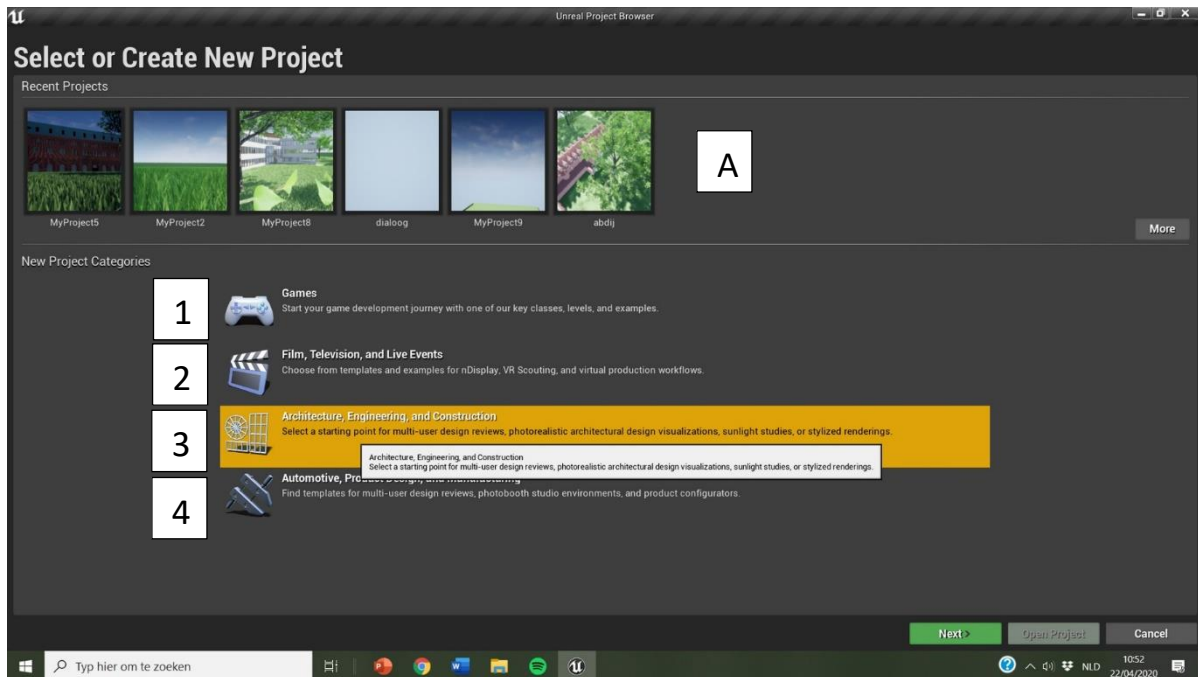 Unreal Project Browser
Select or Create New Project
Recent Projects
A
MyProject5
MyProject2
MyProject8
dialoog
MyProject9
abdij
More
New Project Categories
1
Games
Start your game development journey with one of our key classes, levels, and examples.
2
Film, Television, and Live Events
Choose from templates and examples for nDisplay, VR Scouting, and virtual production workflows.
3
Architecture, Engineering, and Construction
Select a starting point for multi-user design reviews, photorealistic architectural design visualizations, sunlight studies, or stylized renderings.
Architecture, Engineering, and Construction
Select a starting point for multi-user design reviews, photorealistic architectural design visualizations, sunlight studies, or stylized renderings.
4
Automotive, Product Design, and Manufacturing
Find templates for multi-user design reviews, photobooth studio environments, and product configurators.
Next >
Open Project
Cancel
Typ hier om te zoeken
NLD
10:52
22/04/2020